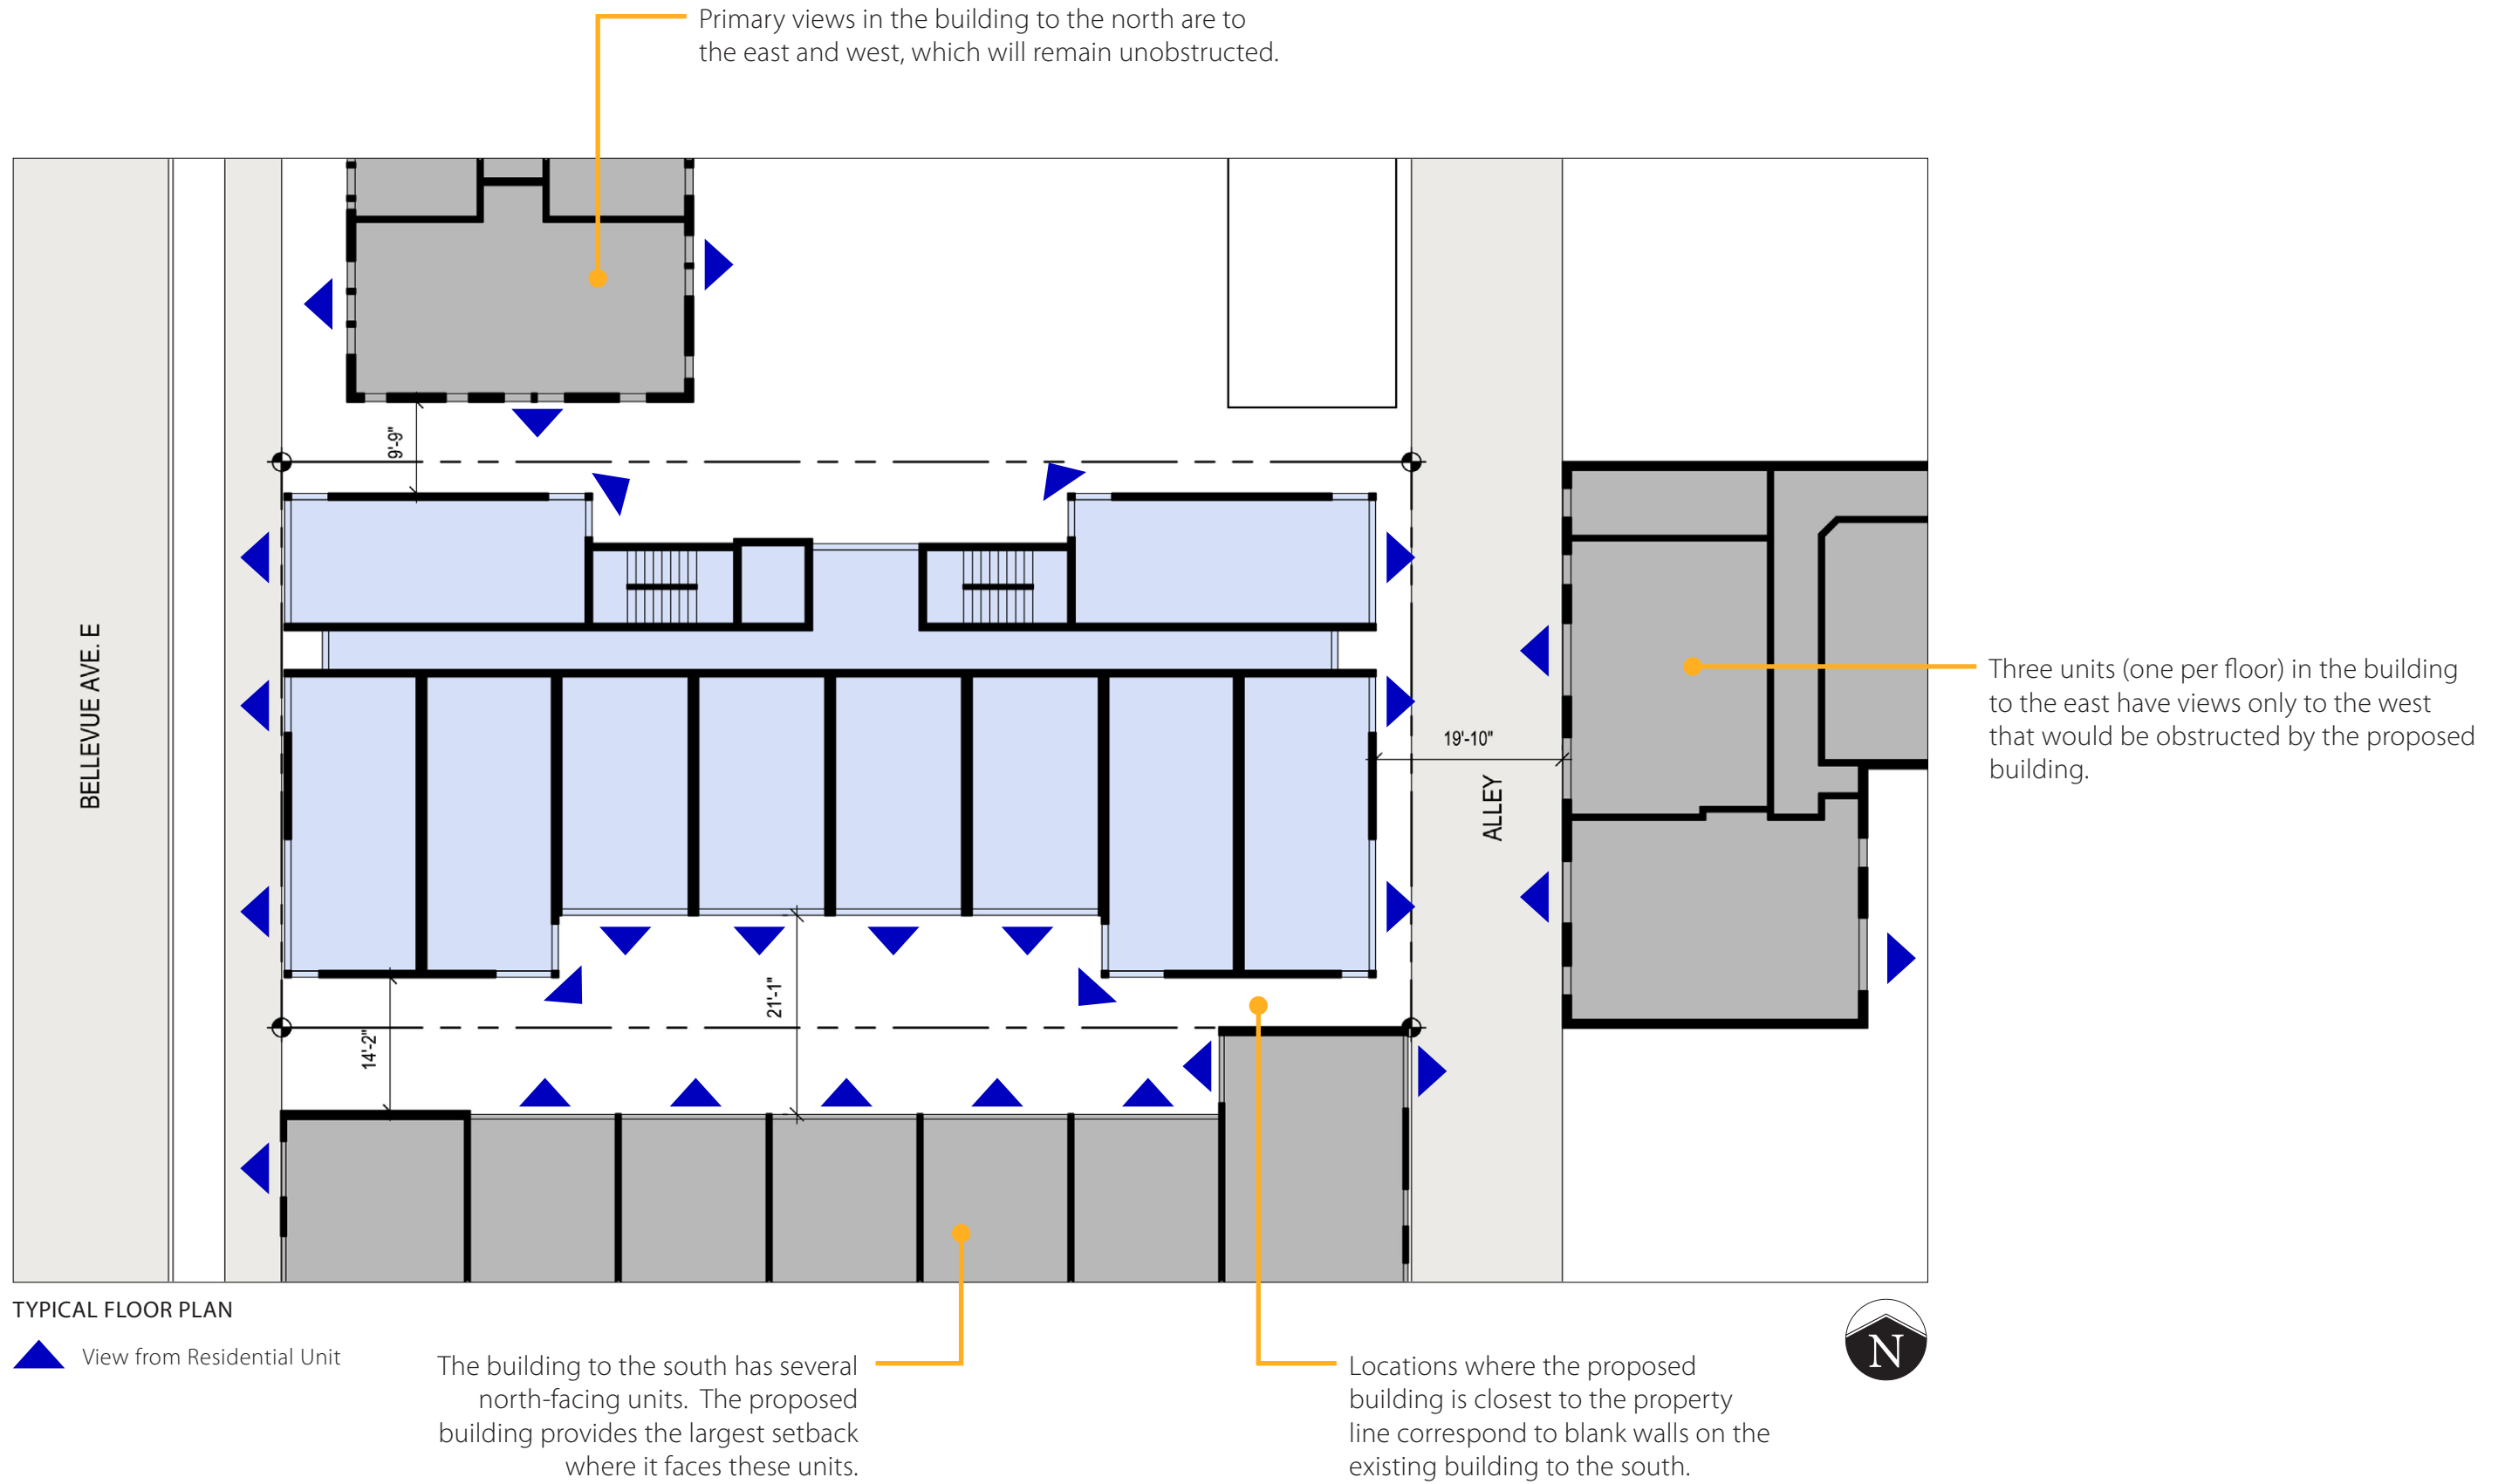 Primary views in the building to the north are to
the east and west, which will remain unobstructed.
9'-9"
BELLEVUE AVE. E
Three units (one per floor) in the building
to the east have views only to the west
that would be obstructed by the proposed
building.
19'-10"
ALLEY
21'-1"
14'-2"
TYPICAL FLOOR PLAN
View from Residential Unit
N
The building to the south has several
north-facing units. The proposed
building provides the largest setback
where it faces these units.
Locations where the proposed
building is closest to the property
line correspond to blank walls on the
existing building to the south.